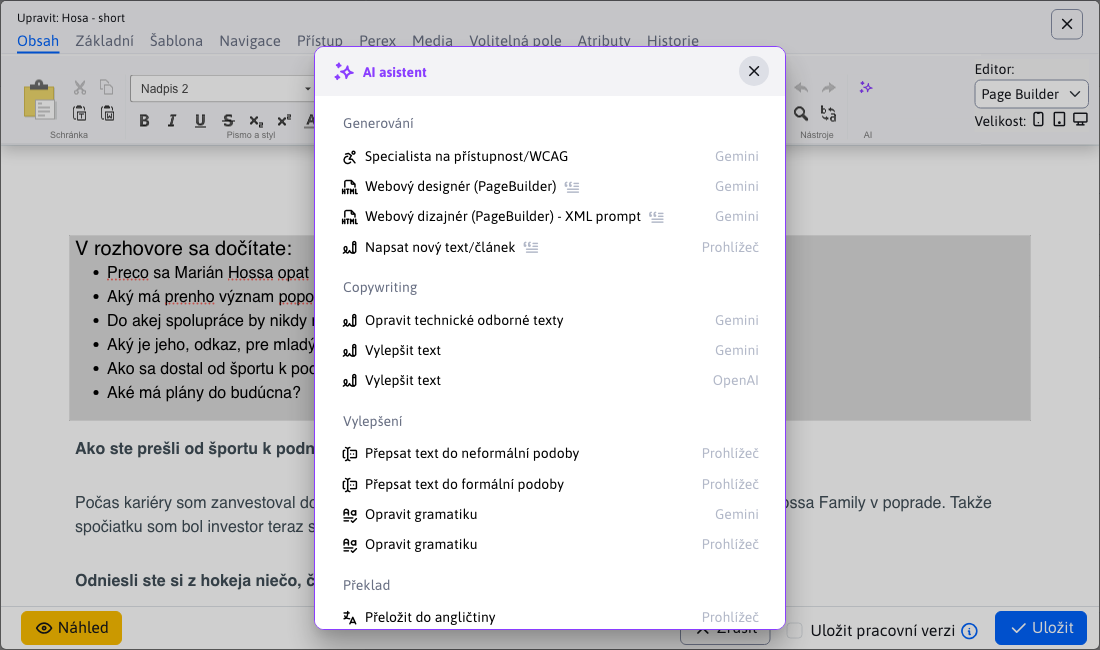 Upravit: Hosa - short
Obsah Základní Šablona Navigace Přístup Perex Media Volitelná pole Atributy Historie
AI asistent
Editor:
Nadpis 2
Page Builder
Velikost:
B I U S x₂ x² A
Schránka Písmo a styl Nástroje AI
Generování
Specialista na přístupnost/WCAG Gemini
Webový designér (PageBuilder) Gemini
Webový dizajnér (PageBuilder) - XML prompt Gemini
Napsat nový text/článek Prohlížeč
Copywriting
Opravit technické odborné texty Gemini
Vylepšit text Gemini
Vylepšit text OpenAI
Vylepšení
Přepsat text do neformální podoby Prohlížeč
Přepsat text do formální podoby Prohlížeč
Opravit gramatiku Gemini
Opravit gramatiku Prohlížeč
Překlad
Přeložit do angličtiny Prohlížeč
V rozhovore sa dočítate:
Preco sa Marián Hossa opat
Aký má prenho význam popo
Do akej spolupráce by nikdy
Aký je jeho, odkaz, pre mladý
Ako sa dostal od športu k pod
Aké má plány do budúcna?
Ako ste prešli od športu k podn
Počas kariéry som zanvestoval do ossa Family v poprade. Takže
spočiatku som bol investor teraz s
Odniesli ste si z hokeja niečo, č
Náhled Zrušit Uložit pracovní verzi Uložit